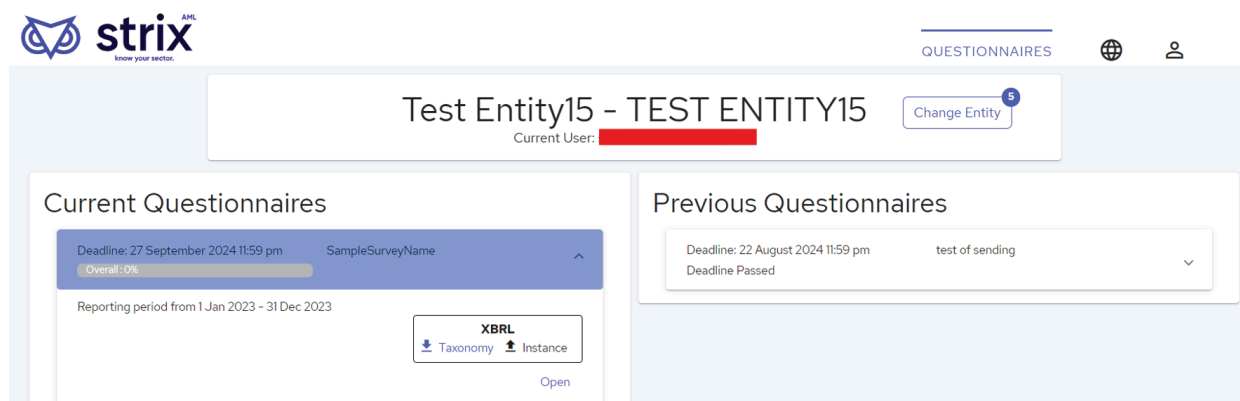 strix AML
know your sector.
QUESTIONNAIRES
Test Entity15 - TEST ENTITY15
Change Entity
5
Current User:
Current Questionnaires
Deadline: 27 September 2024 11:59 pm SampleSurveyName
Overall: 0%
Reporting period from 1 Jan 2023 - 31 Dec 2023
XBRL
Taxonomy Instance
Open
Previous Questionnaires
Deadline: 22 August 2024 11:59 pm test of sending
Deadline Passed